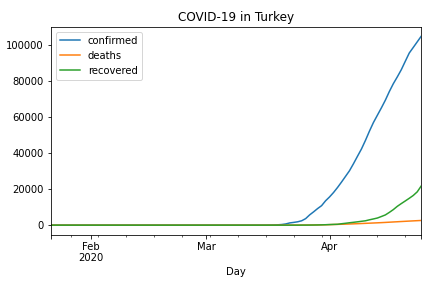 COVID-19 in Turkey
confirmed
deaths
recovered
100000
80000
60000
40000
20000
0
Feb
2020
Mar
Apr
Day